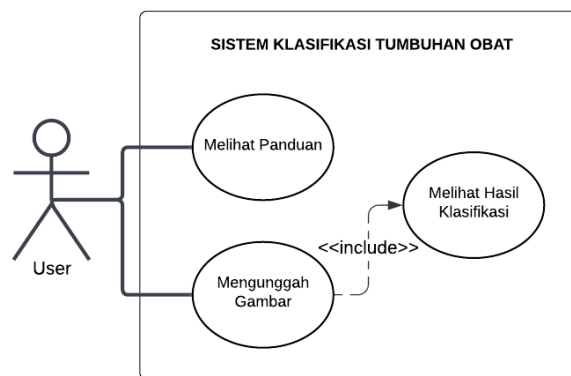 SISTEM KLASIFIKASI TUMBUHAN OBAT
Melihat Panduan
Melihat Hasil
Klasifikasi
<<include>>
User
Mengunggah
Gambar